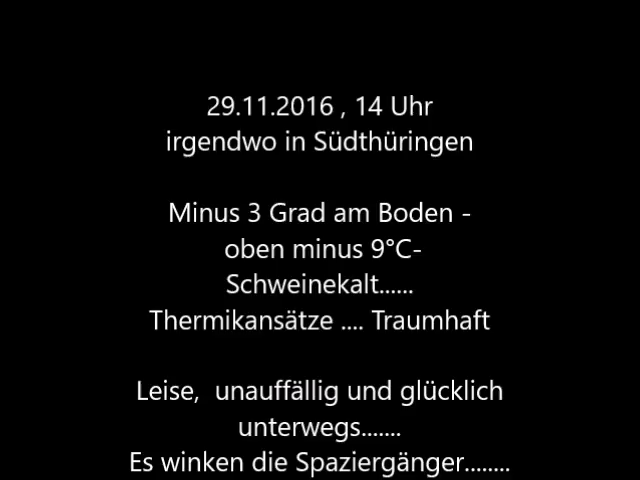 29.11.2016 , 14 Uhr
irgendwo in Südthüringen
Minus 3 Grad am Boden -
oben minus 9°C-
Schweinekalt......
Thermikansätze .... Traumhaft
Leise,  unauffällig und glücklich
unterwegs.......
Es winken die Spaziergänger........